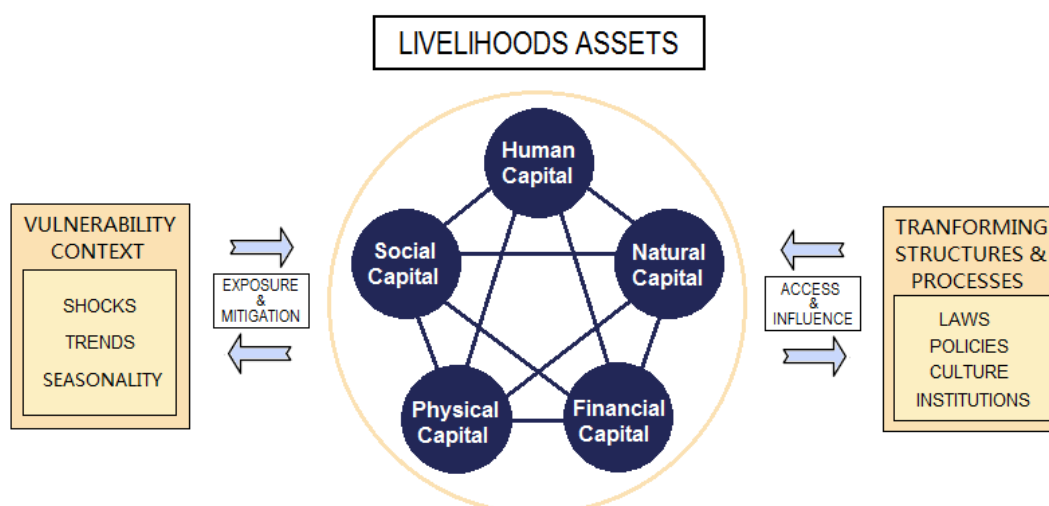 LIVELIHOODS ASSETS
VULNERABILITY
CONTEXT
SHOCKS
TRENDS
SEASONALITY
EXPOSURE
&
MITIGATION
Human
Capital
Social
Capital
Natural
Capital
Physical
Capital
Financial
Capital
ACCESS
&
INFLUENCE
TRANFORMING
STRUCTURES &
PROCESSES
LAWS
POLICIES
CULTURE
INSTITUTIONS